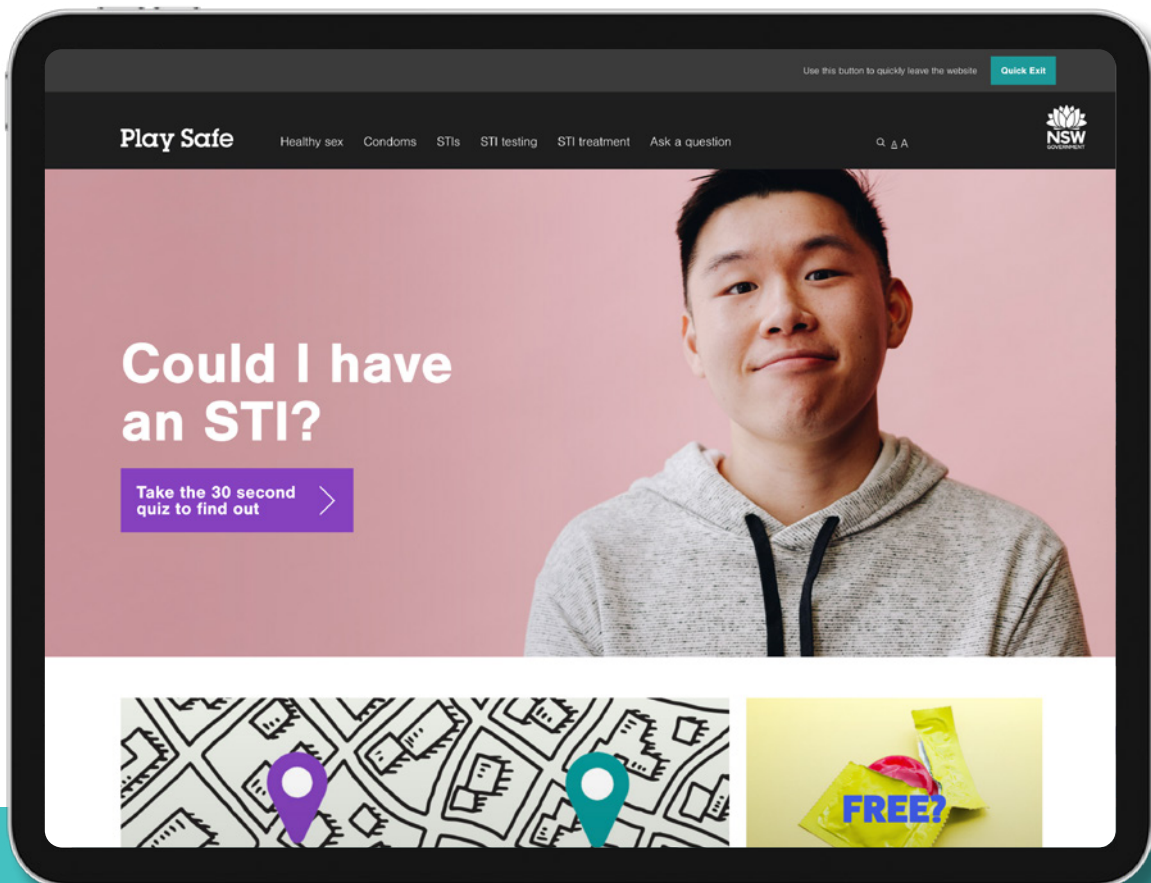 Use this button to quickly leave the website
Quick Exit
Play Safe
Healthy sex
Condoms
STIs
STI testing
STI treatment
Ask a question
A A
NSW
GOVERNMENT
Could I have
an STI?
Take the 30 second
quiz to find out
FREE?